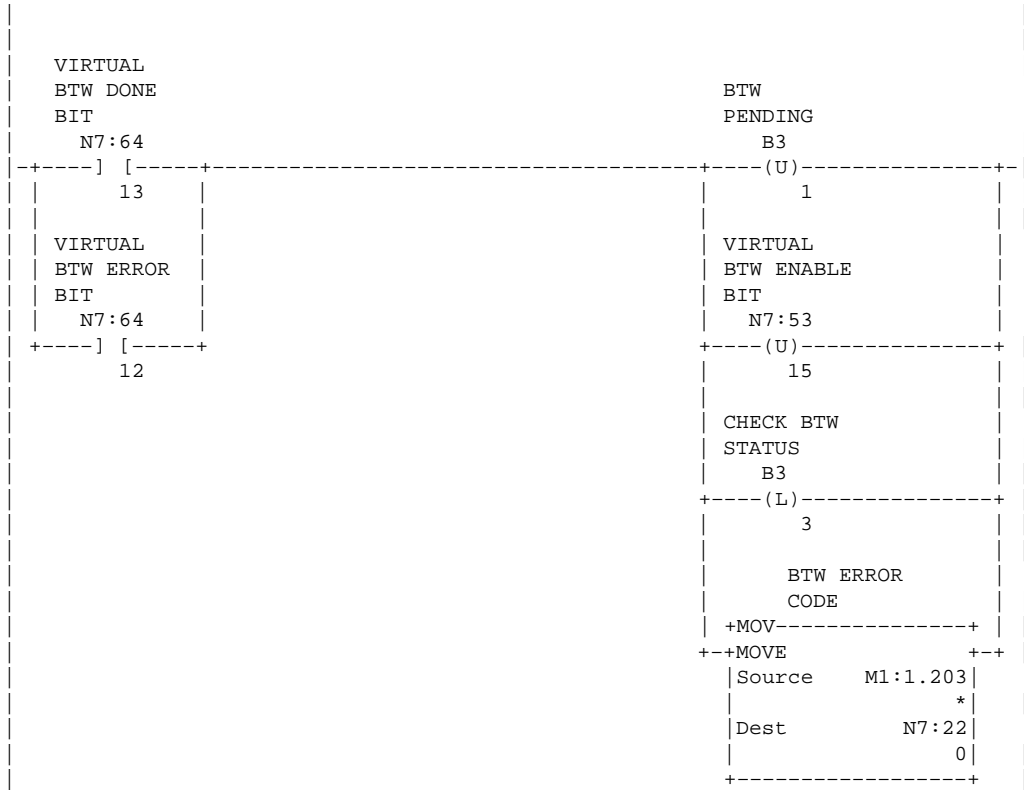 VIRTUAL
BTW DONE BTW
BIT PENDING
N7:64 B3
] [ (U)
13 1
VIRTUAL VIRTUAL
BTW ERROR BTW ENABLE
BIT BIT
N7:64 N7:53
] [ (U)
12 15
CHECK BTW
STATUS
B3
(L)
3
BTW ERROR
CODE
MOV
MOVE
Source M1:1.203
*
Dest N7:22
0